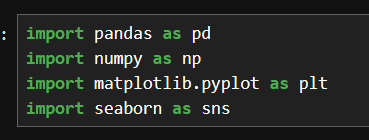 :
import pandas as pd
import numpy as np
import matplotlib.pyplot as plt
import seaborn as sns